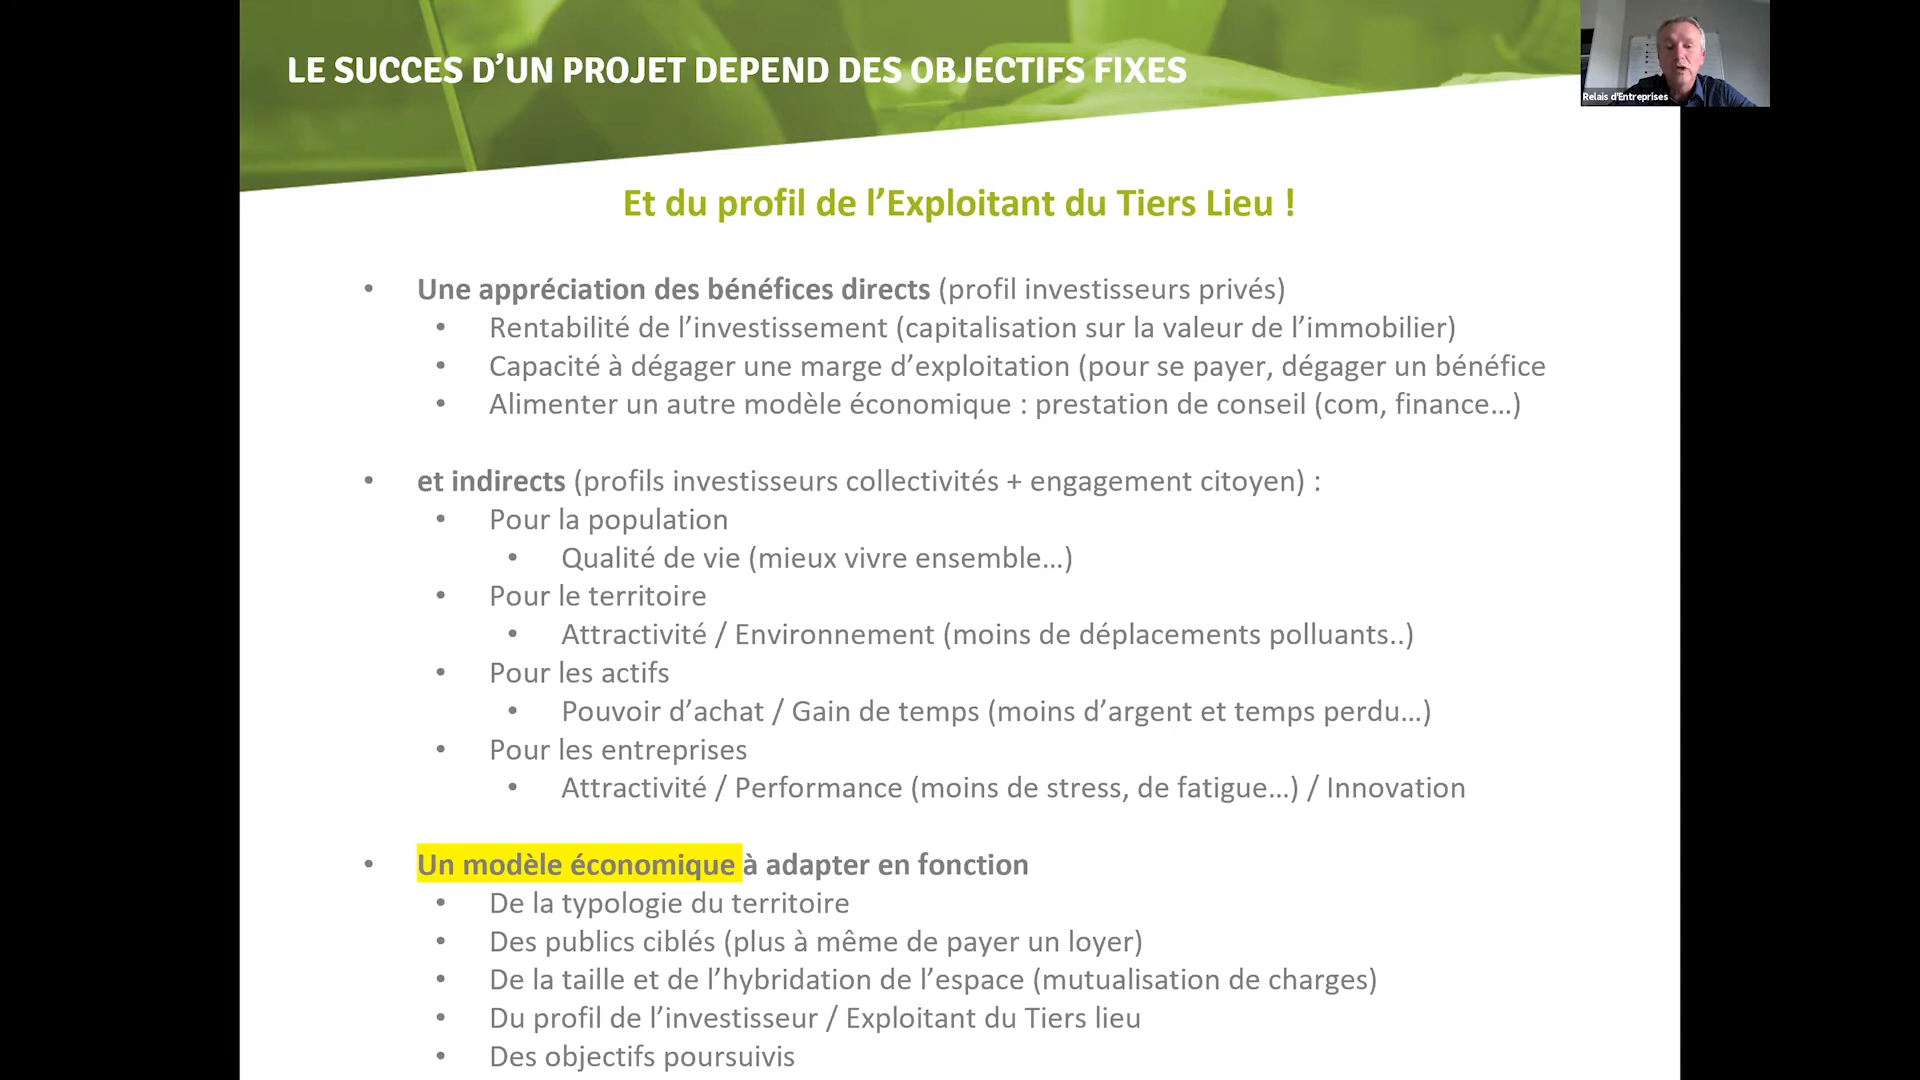 LE SUCCES D’UN PROJET DEPEND DES OBJECTIFS FIXES
Relais d'Entreprises
Et du profil de l’Exploitant du Tiers Lieu !
• Une appréciation des bénéfices directs (profil investisseurs privés)
• Rentabilité de l’investissement (capitalisation sur la valeur de l’immobilier)
• Capacité à dégager une marge d’exploitation (pour se payer, dégager un bénéfice
• Alimenter un autre modèle économique : prestation de conseil (com, finance…)
• et indirects (profils investisseurs collectivités + engagement citoyen) :
• Pour la population
• Qualité de vie (mieux vivre ensemble…)
• Pour le territoire
• Attractivité / Environnement (moins de déplacements polluants..)
• Pour les actifs
• Pouvoir d’achat / Gain de temps (moins d’argent et temps perdu…)
• Pour les entreprises
• Attractivité / Performance (moins de stress, de fatigue…) / Innovation
• Un modèle économique à adapter en fonction
• De la typologie du territoire
• Des publics ciblés (plus à même de payer un loyer)
• De la taille et de l’hybridation de l’espace (mutualisation de charges)
• Du profil de l’investisseur / Exploitant du Tiers lieu
• Des objectifs poursuivis